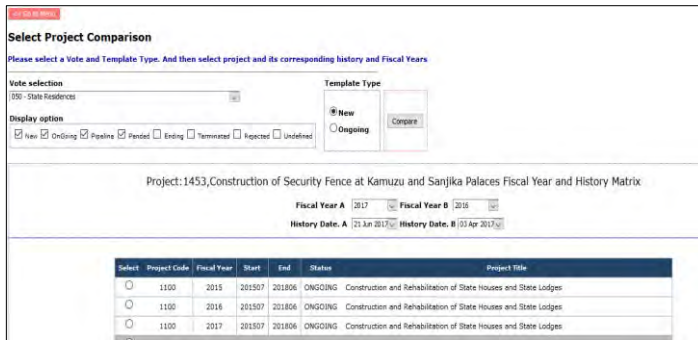 << Go to Menu
Select Project Comparison
Please select a Vote and Template Type. And then select project and its corresponding history and Fiscal Years
Vote selection
050 - State Residences
Template Type
New
Ongoing
Compare
Display option
New OnGoing Pipeline Pended Ending Terminated Rejected Undefined
Project:1453,Construction of Security Fence at Kamuzu and Sanjika Palaces Fiscal Year and History Matrix
Fiscal Year A 2017 Fiscal Year B 2016
History Date. A 21 Jun 2017 History Date. B 03 Apr 2017
Select Project Code Fiscal Year Start End Status Project Title
1100 2015 201507 201806 ONGOING Construction and Rehabilitation of State Houses and State Lodges
1100 2016 201507 201806 ONGOING Construction and Rehabilitation of State Houses and State Lodges
1100 2017 201507 201806 ONGOING Construction and Rehabilitation of State Houses and State Lodges